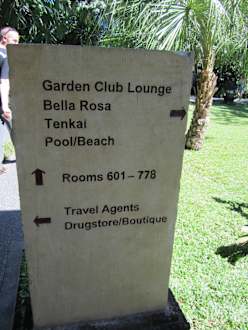 Garden Club Lounge
Bella Rosa
Tenkai
Pool/Beach
Rooms 601 – 778
Travel Agents
Drugstore/Boutique